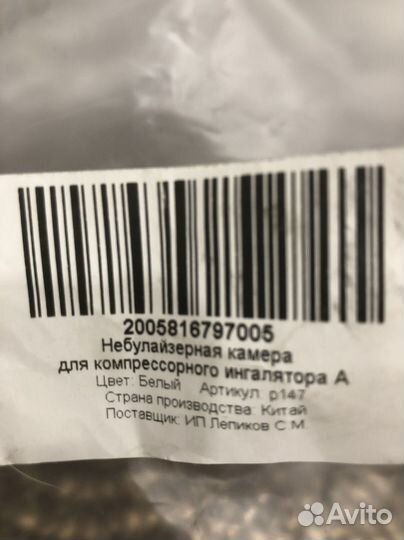 2005816797005
Небулайзерная камера
для компрессорного ингалятора А
Цвет: Белый Артикул: p147
Страна производства: Китай
Поставщик: ИП Лепиков С М
Avito